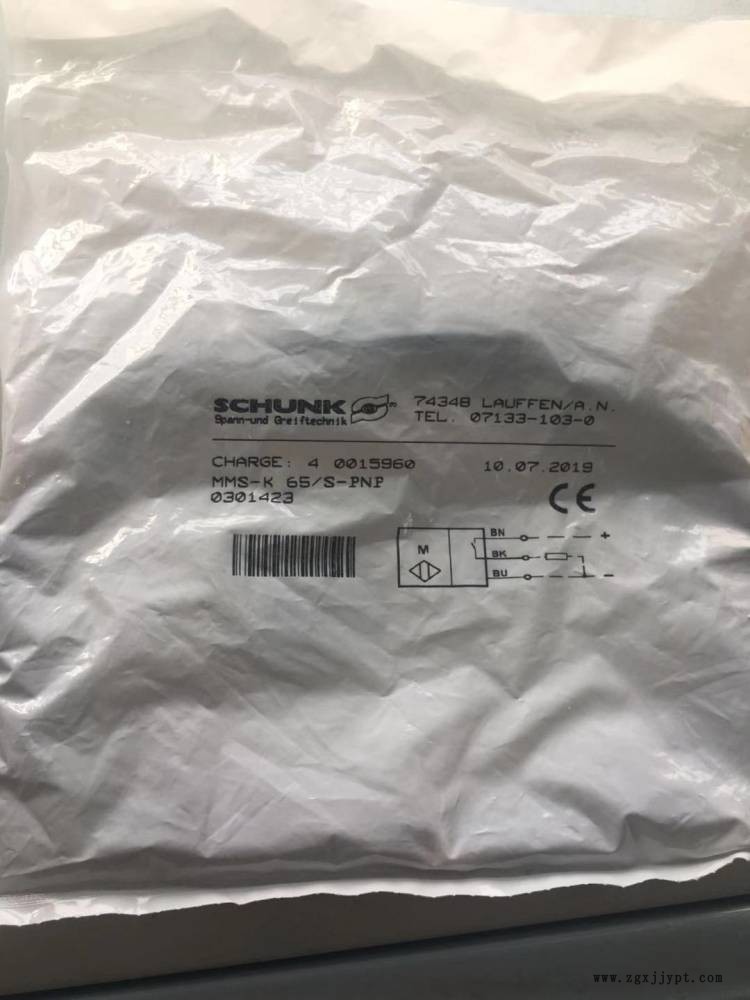 SCHUNK ® 74348 LAUFFEN/A.N.
Spann-und Greiftechnik TEL. 07133-103-0
CHARGE: 4 0015960 10.07.2019
MMS-K 65/S-PNP
0301423 CE
BN +
M BK
BU -
www.zgxjjypt.com